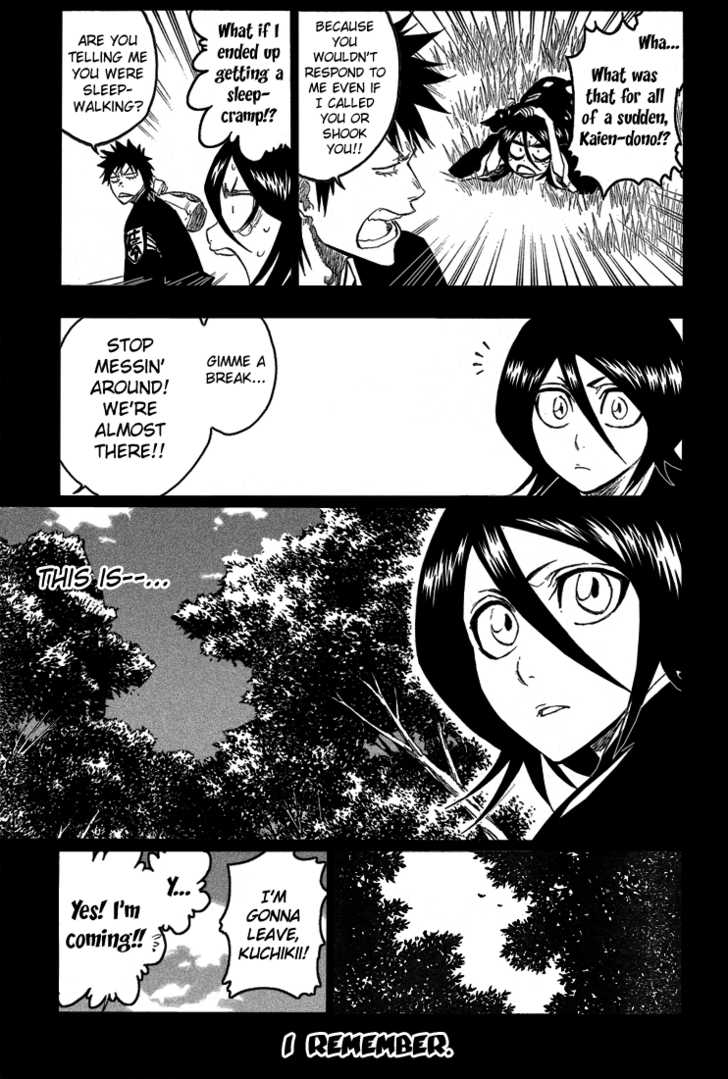 Wha...
What was
that for all
of a sudden,
Kaien-dono!?
BECAUSE
YOU
WOULDN'T
RESPOND TO
ME EVEN IF
I CALLED
YOU OR
SHOOK
YOU!!
What if I
ended up
getting a
sleep-
cramp!?
ARE YOU
TELLING ME
YOU WERE
SLEEP-
WALKING?
GIMME A
BREAK...
STOP
MESSIN'
AROUND!
WE'RE
ALMOST
THERE!!
THIS IS--...
I'M
GONNA
LEAVE,
KUCHIKI!
Y...
Yes! I'm
coming!!
I REMEMBER.